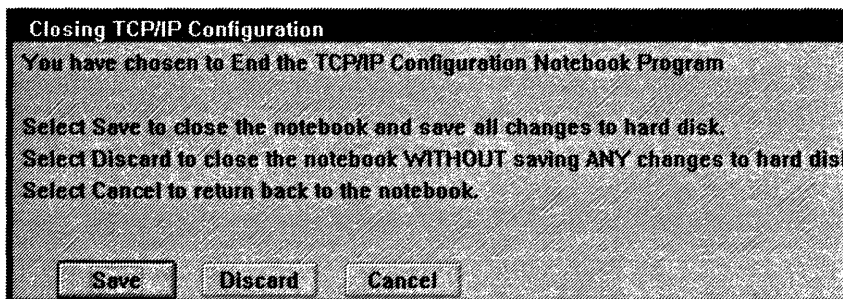 Closing TCP/IP Configuration
You have chosen to End the TCP/IP Configuration Notebook Program
Select Save to close the notebook and save all changes to hard disk.
Select Discard to close the notebook WITHOUT saving ANY changes to hard disk
Select Cancel to return back to the notebook.
Save Discard Cancel